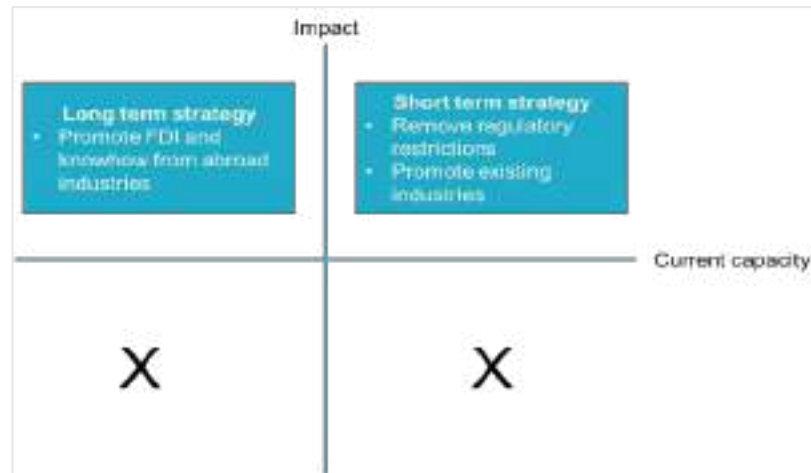 Impact
Long term strategy
• Promote FDI and
knowhow from abroad
industries
Short term strategy
• Remove regulatory
restrictions
• Promote existing
industries
Current capacity
X
X